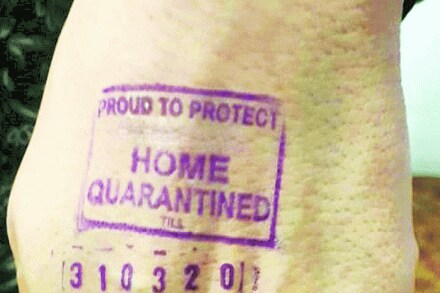 PROUD TO PROTECT
HOME
QUARANTINED
TILL
310320